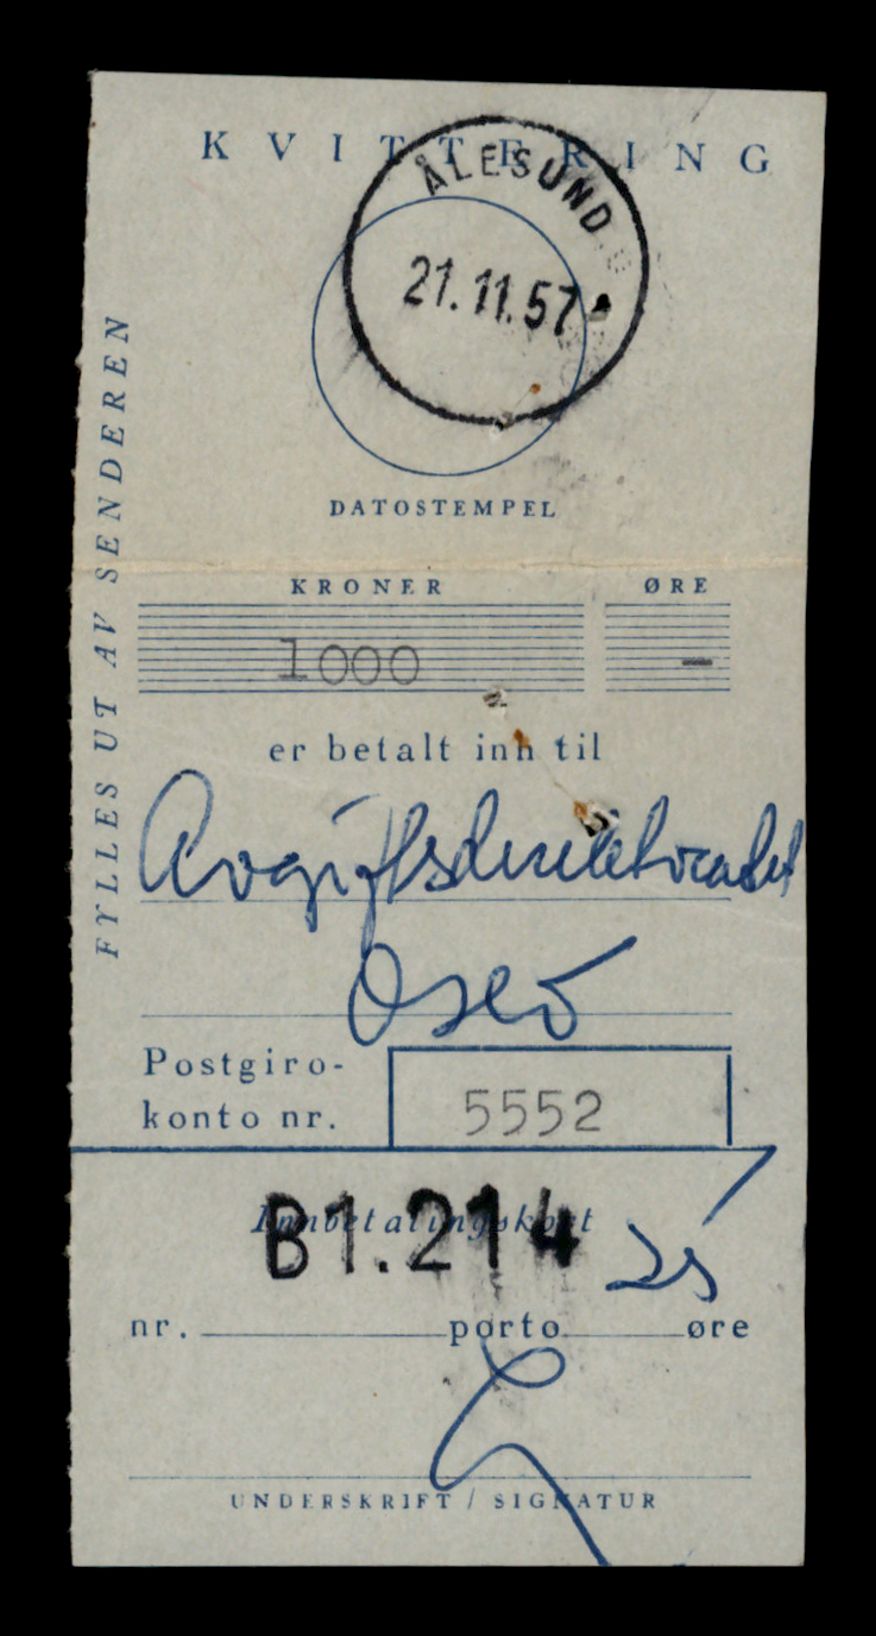 KVITTERING
ÅLESUND
21.11.57
DATOSTEMPEL
FYLLES UT AV SENDEREN
KRONER ØRE
1000 -
er betalt inn til
Avgiftsdirektoratet
Oslo
Postgiro-
konto nr. 5552
Innbetalingskort
B1.214 25
nr. porto øre
UNDERSKRIFT / SIGNATUR